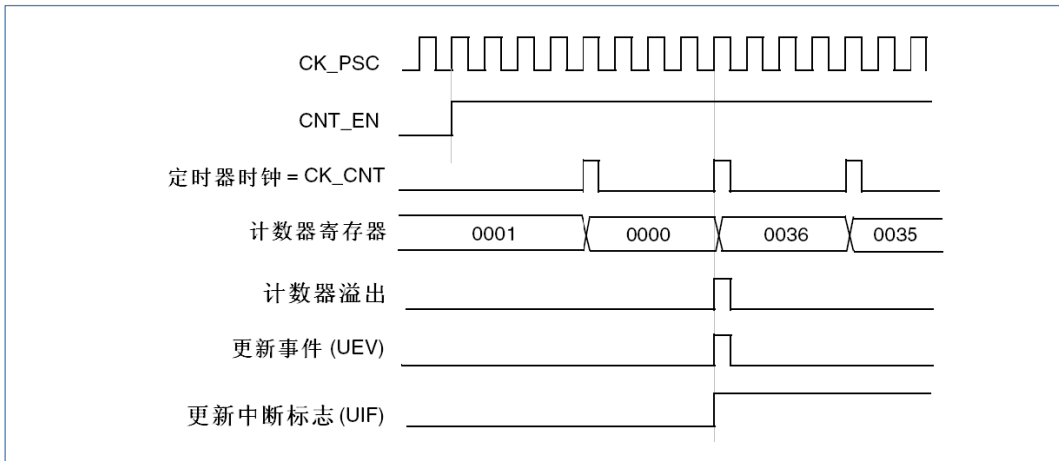 CK_PSC
CNT_EN
定时器时钟 = CK_CNT
计数器寄存器 0001 0000 0036 0035
计数器溢出
更新事件 (UEV)
更新中断标志 (UIF)